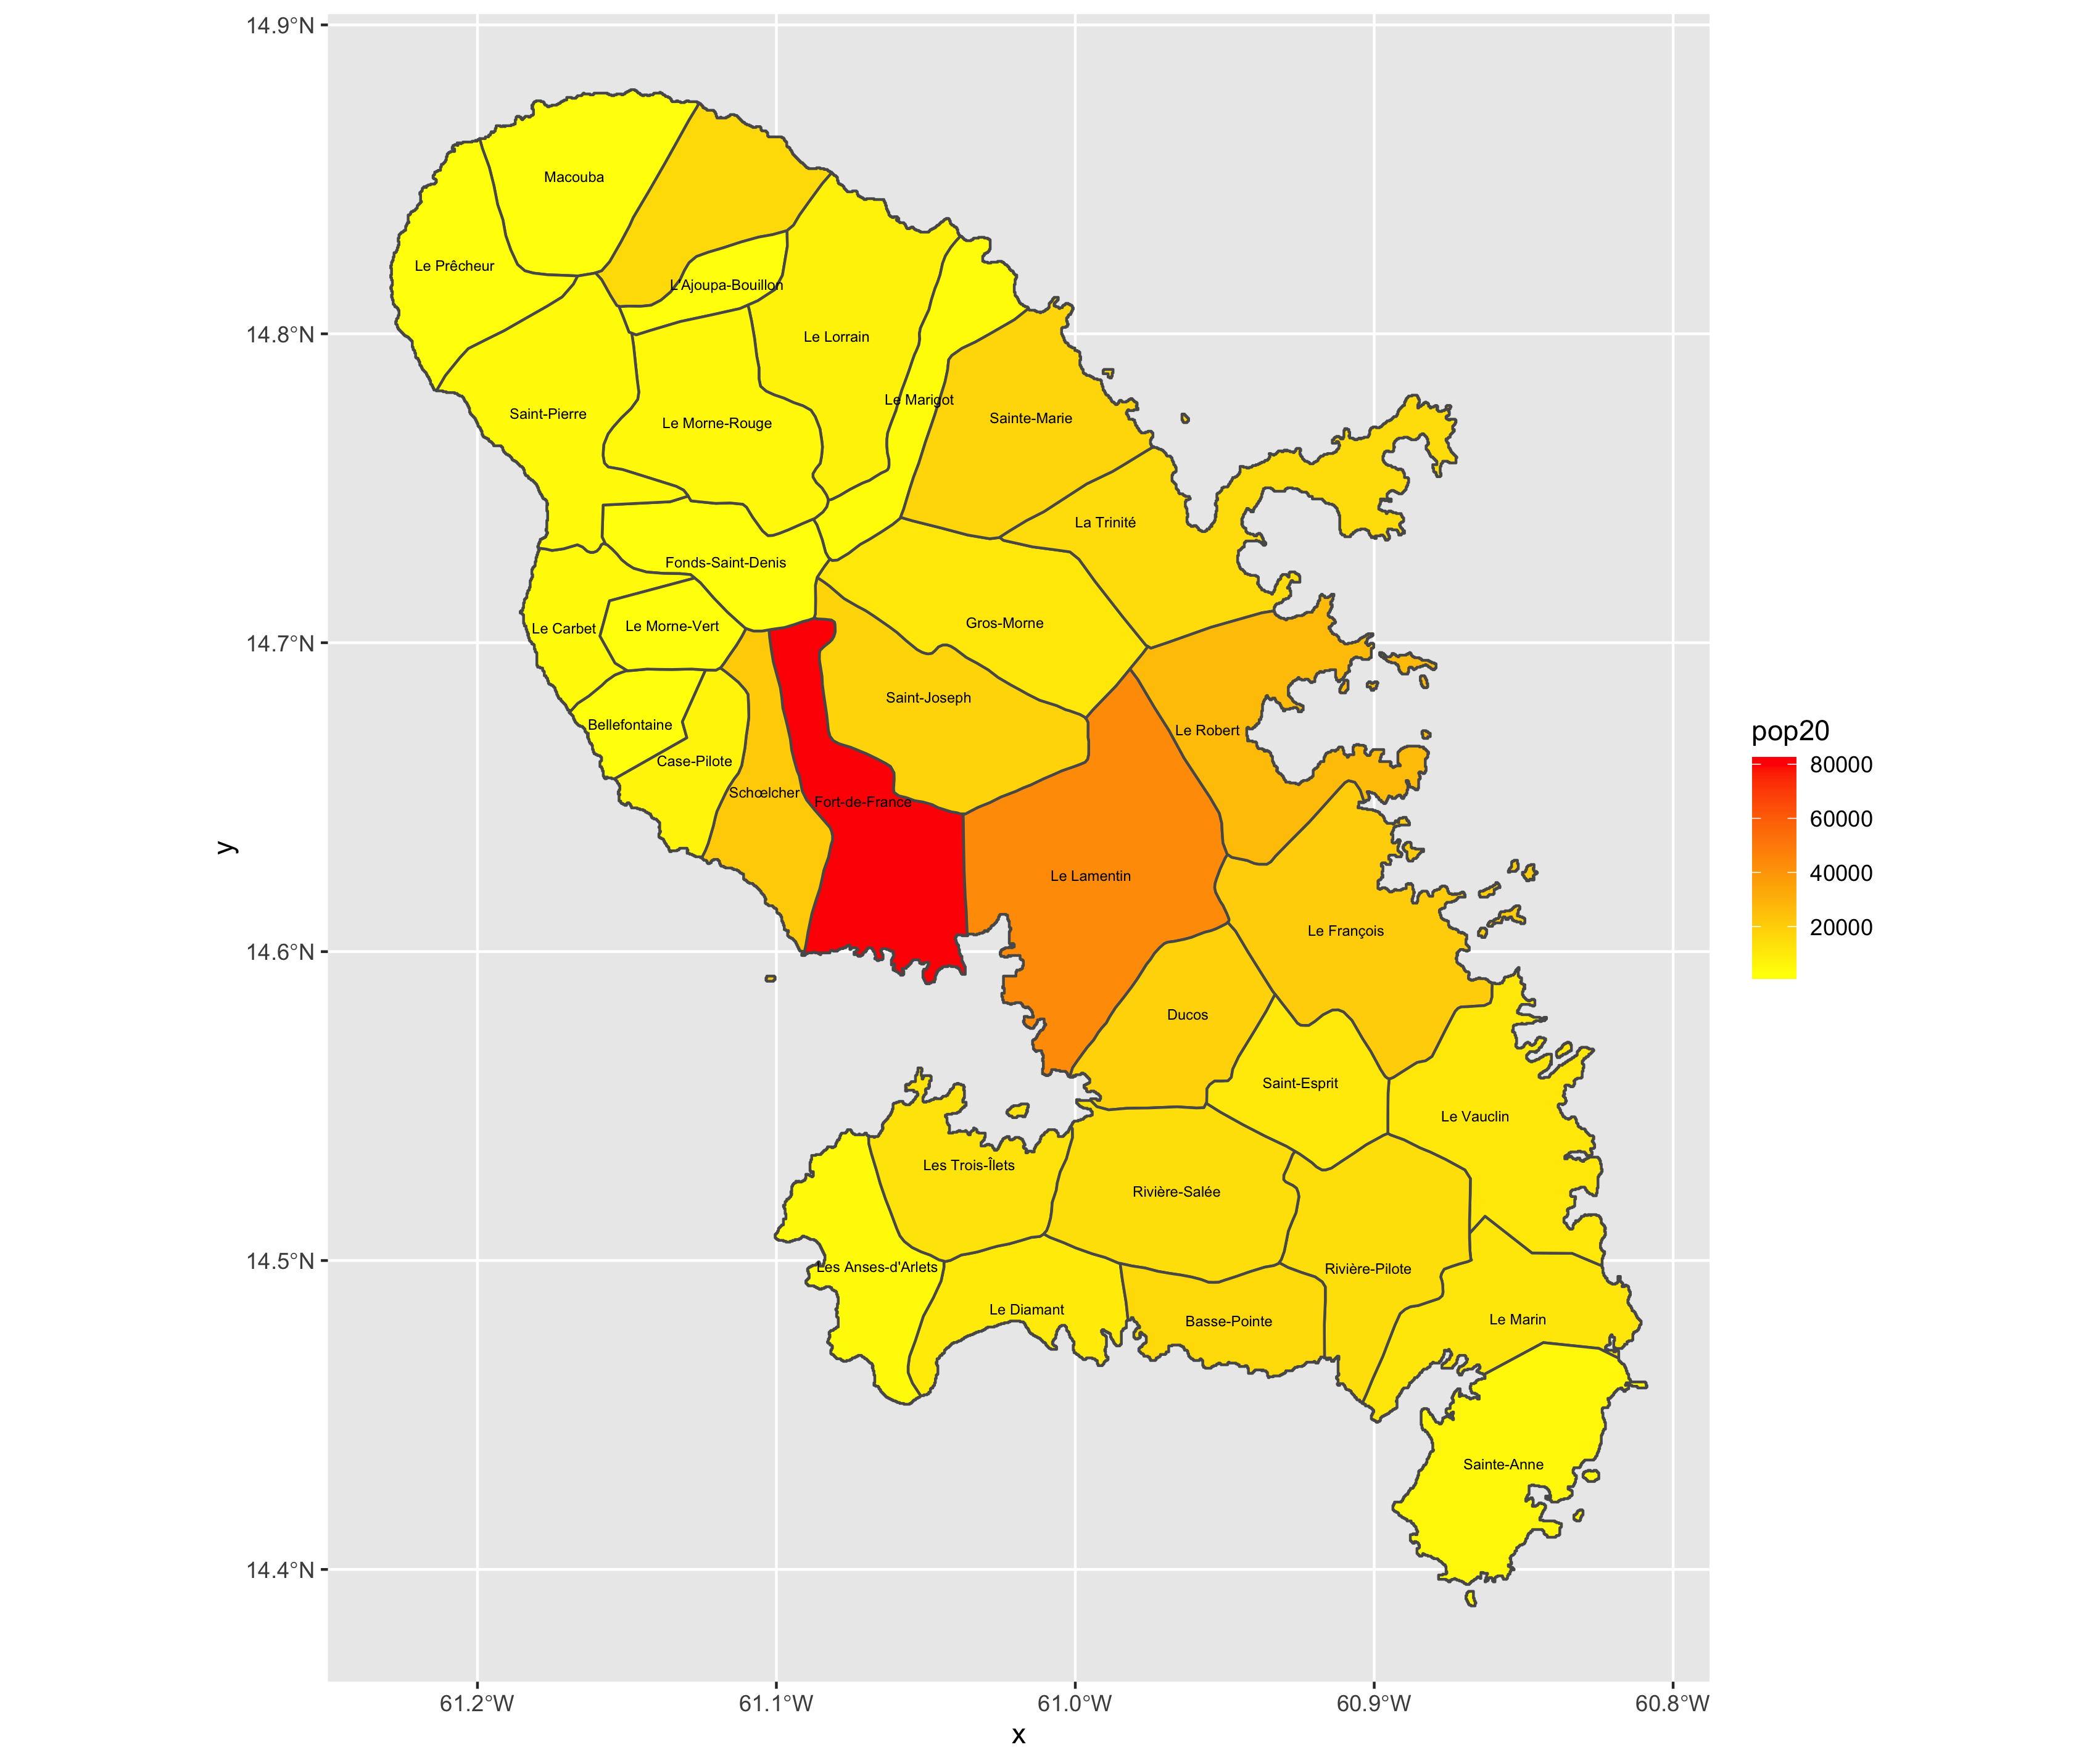 14.9°N
Macouba
Le Prêcheur
L'Ajoupa-Bouillon
14.8°N
Le Lorrain
Le Marigot
Saint-Pierre
Le Morne-Rouge
Sainte-Marie
La Trinité
Fonds-Saint-Denis
14.7°N
Le Carbet
Le Morne-Vert
Gros-Morne
Saint-Joseph
Bellefontaine
Le Robert
Case-Pilote
Schœlcher
Fort-de-France
Le Lamentin
Le François
14.6°N
Ducos
Saint-Esprit
Le Vauclin
Les Trois-Îlets
Rivière-Salée
14.5°N
Les Anses-d'Arlets
Rivière-Pilote
Le Diamant
Basse-Pointe
Le Marin
Sainte-Anne
14.4°N
61.2°W 61.1°W 61.0°W 60.9°W 60.8°W
x
y
pop20
80000
60000
40000
20000